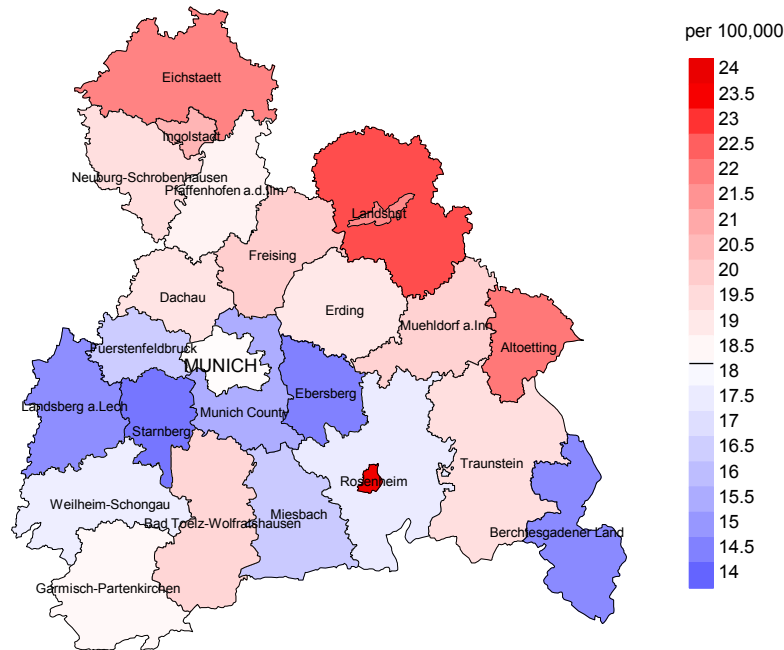 per 100,000
24
23.5
23
22.5
22
21.5
21
20.5
20
19.5
19
18.5
18
17.5
17
16.5
16
15.5
15
14.5
14
Eichstaett
Ingolstadt
Neuburg-Schrobenhausen
Pfaffenhofen a.d.Ilm
Landshut
Freising
Dachau
Erding
Muehldorf a.Inn
Altoetting
Fuerstenfeldbruck
MUNICH
Ebersberg
Landsberg a.Lech
Munich County
Starnberg
Traunstein
Rosenheim
Weilheim-Schongau
Miesbach
Bad Toelz-Wolfratshausen
Berchtesgadener Land
Garmisch-Partenkirchen